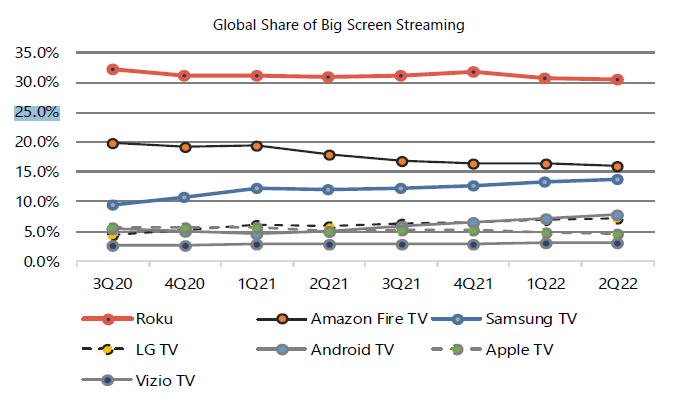 Global Share of Big Screen Streaming
35.0%
30.0%
25.0%
20.0%
15.0%
10.0%
5.0%
0.0%
3Q20 4Q20 1Q21 2Q21 3Q21 4Q21 1Q22 2Q22
Roku Amazon Fire TV Samsung TV
LG TV Android TV Apple TV
Vizio TV